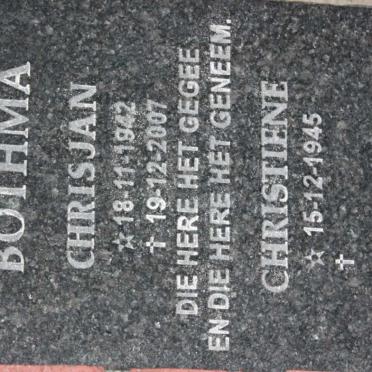 BOTHMA
CHRISJAN
☆ 18-11-1942
✝ 19-12-2007
DIE HERE HET GEGEE
EN DIE HERE HET GENEEM.
CHRISTIENE
☆ 15-12-1945
✝